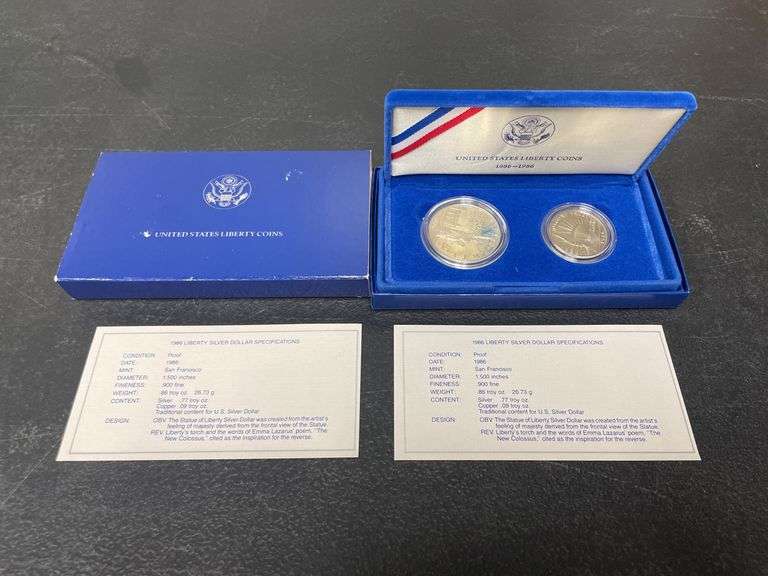 UNITED STATES LIBERTY COINS
1886-1986
UNITED STATES LIBERTY COINS
1986 LIBERTY SILVER DOLLAR SPECIFICATIONS
CONDITION: Proof
DATE: 1986
MINT: San Francisco
DIAMETER: 1.500 inches
FINENESS: .900 fine
WEIGHT: .86 troy oz. 26.73 g
CONTENT: Silver .77 troy oz.
Copper .09 troy oz.
Traditional content for U.S. Silver Dollar
DESIGN: OBV. The Statue of Liberty Silver Dollar was created from the artist's
feeling of majesty derived from the frontal view of the Statue.
REV. Liberty's torch and the words of Emma Lazarus' poem, "The
New Colossus," cited as the inspiration for the reverse.
1986 LIBERTY SILVER DOLLAR SPECIFICATIONS
CONDITION: Proof
DATE: 1986
MINT: San Francisco
DIAMETER: 1.500 inches
FINENESS: .900 fine
WEIGHT: .86 troy oz. 26.73 g
CONTENT: Silver .77 troy oz.
Copper .09 troy oz.
Traditional content for U.S. Silver Dollar
DESIGN: OBV. The Statue of Liberty Silver Dollar was created from the artist's
feeling of majesty derived from the frontal view of the Statue.
REV. Liberty's torch and the words of Emma Lazarus' poem, "The
New Colossus," cited as the inspiration for the reverse.